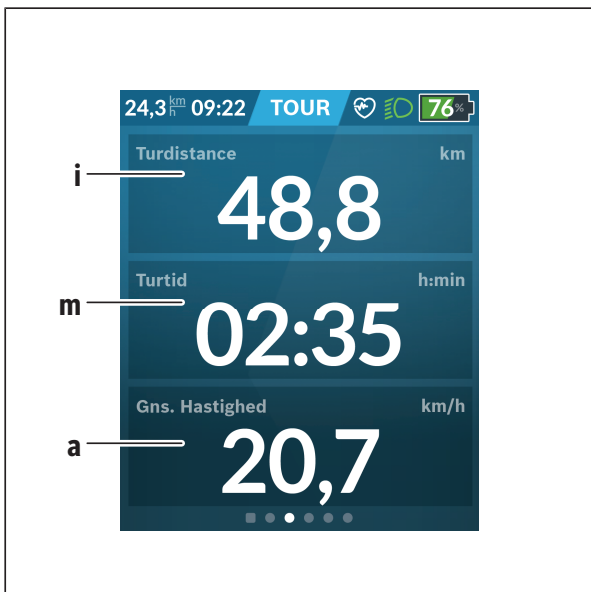 24,3 km/h 09:22 TOUR 76%
Turdistance km
i
48,8
Turtid h:min
m
02:35
Gns. Hastighed km/h
a
20,7